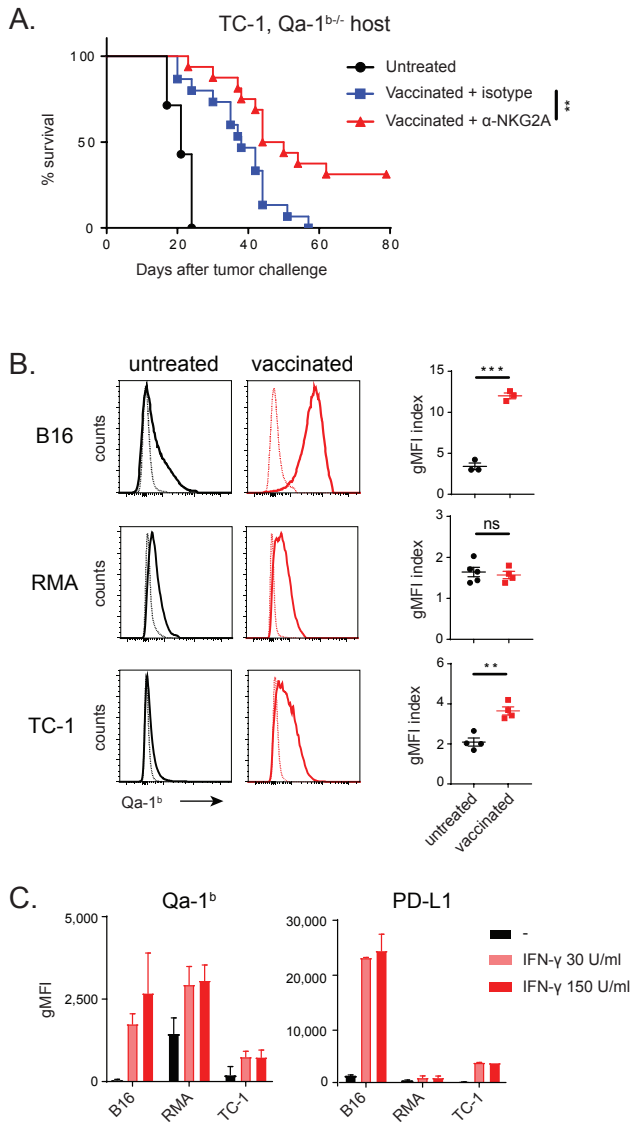 A.
TC-1, Qa-1b-/- host
100
50
0
% survival
0 20 40 60 80
Days after tumor challenge
Untreated
Vaccinated + isotype
Vaccinated + α-NKG2A
**
B.
untreated vaccinated
B16
counts
15
10
5
0
gMFI index
***
RMA
counts
3
2
1
0
gMFI index
ns
TC-1
counts
6
4
2
0
gMFI index
**
Qa-1b
untreated
vaccinated
C.
Qa-1b
5,000
2,500
0
gMFI
B16
RMA
TC-1
PD-L1
30,000
20,000
10,000
0
B16
RMA
TC-1
-
IFN-γ 30 U/ml
IFN-γ 150 U/ml